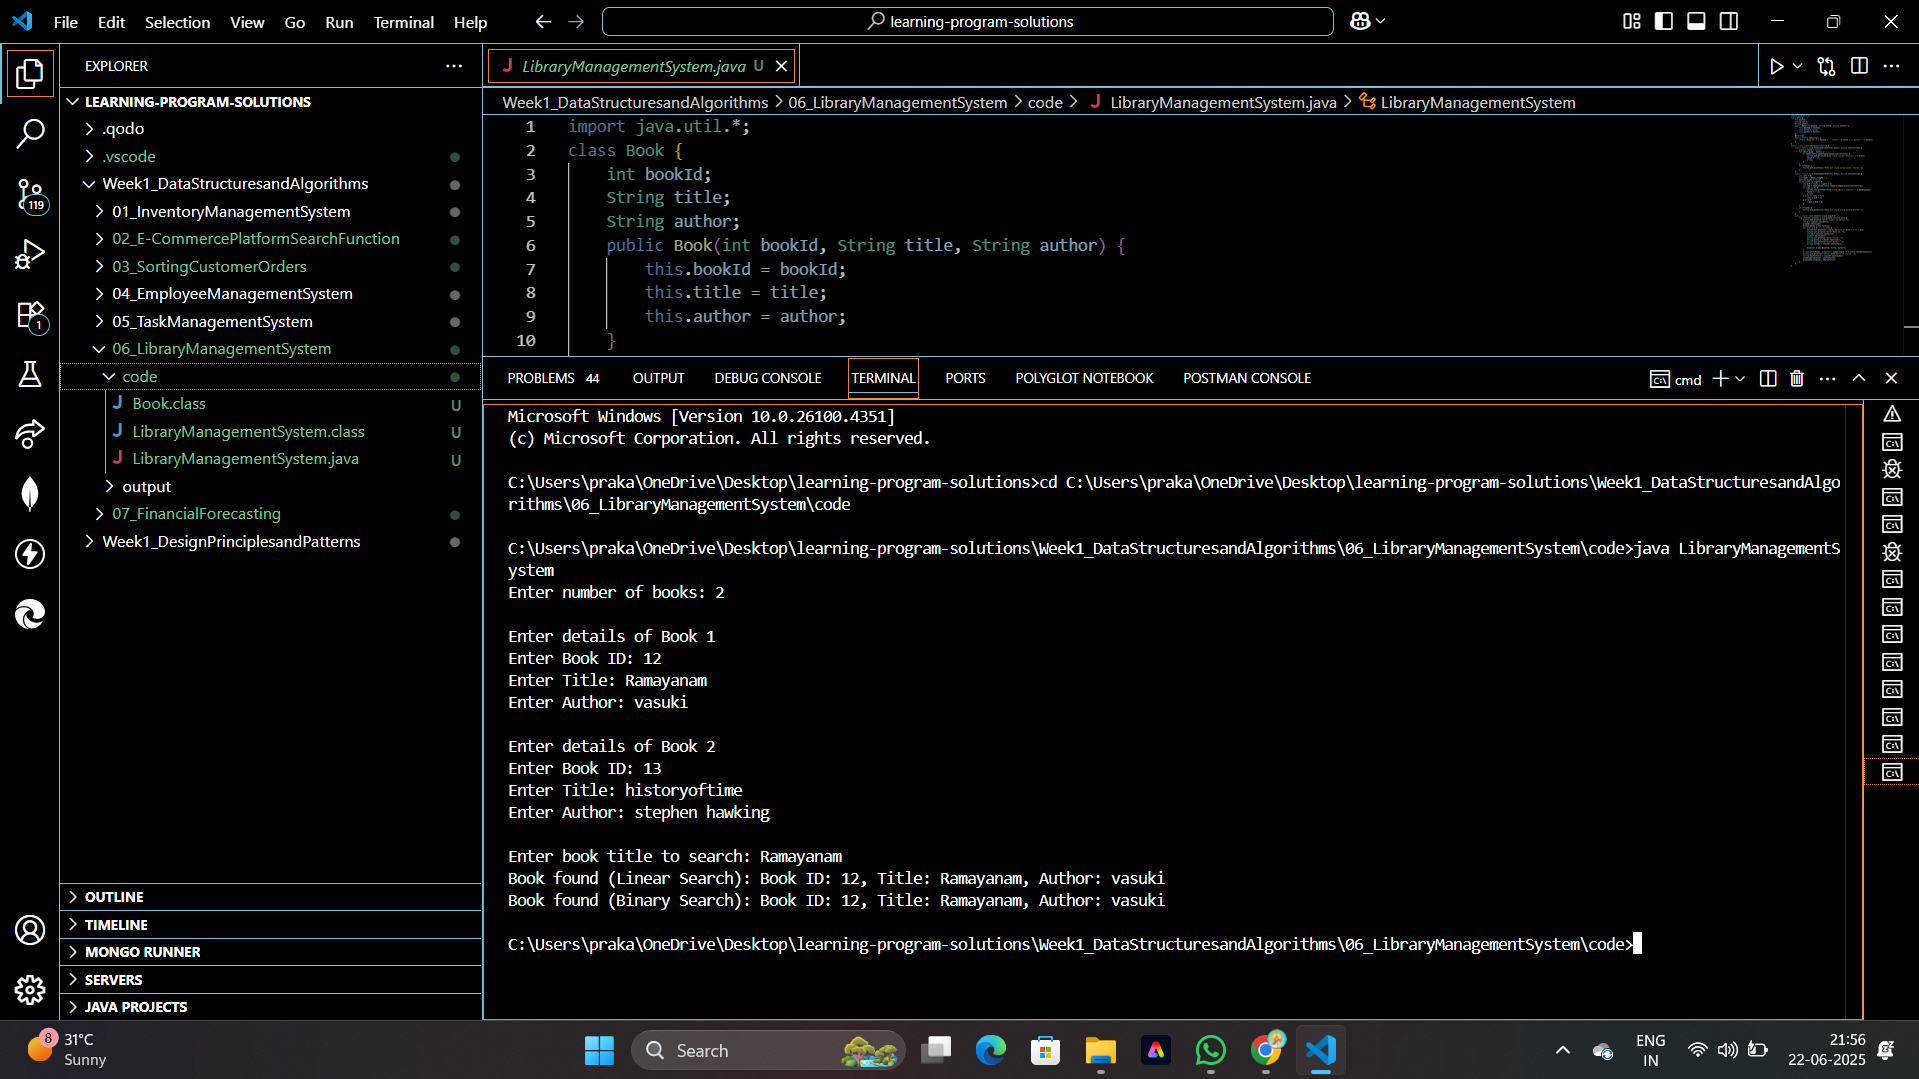 File Edit Selection View Go Run Terminal Help
learning-program-solutions
EXPLORER
LEARNING-PROGRAM-SOLUTIONS
.qodo
.vscode
Week1_DataStructuresandAlgorithms
01_InventoryManagementSystem
02_E-CommercePlatformSearchFunction
03_SortingCustomerOrders
04_EmployeeManagementSystem
05_TaskManagementSystem
06_LibraryManagementSystem
code
J Book.class U
J LibraryManagementSystem.class U
J LibraryManagementSystem.java U
output
07_FinancialForecasting
Week1_DesignPrinciplesandPatterns
OUTLINE
TIMELINE
MONGO RUNNER
SERVERS
JAVA PROJECTS
119
1
J LibraryManagementSystem.java U
Week1_DataStructuresandAlgorithms > 06_LibraryManagementSystem > code > J LibraryManagementSystem.java > LibraryManagementSystem
1 import java.util.*;
2 class Book {
3 int bookId;
4 String title;
5 String author;
6 public Book(int bookId, String title, String author) {
7 this.bookId = bookId;
8 this.title = title;
9 this.author = author;
10 }
PROBLEMS 44 OUTPUT DEBUG CONSOLE TERMINAL PORTS POLYGLOT NOTEBOOK POSTMAN CONSOLE
cmd
Microsoft Windows [Version 10.0.26100.4351]
(c) Microsoft Corporation. All rights reserved.
C:\Users\praka\OneDrive\Desktop\learning-program-solutions>cd C:\Users\praka\OneDrive\Desktop\learning-program-solutions\Week1_DataStructuresandAlgo
rithms\06_LibraryManagementSystem\code
C:\Users\praka\OneDrive\Desktop\learning-program-solutions\Week1_DataStructuresandAlgorithms\06_LibraryManagementSystem\code>java LibraryManagementS
ystem
Enter number of books: 2
Enter details of Book 1
Enter Book ID: 12
Enter Title: Ramayanam
Enter Author: vasuki
Enter details of Book 2
Enter Book ID: 13
Enter Title: historyoftime
Enter Author: stephen hawking
Enter book title to search: Ramayanam
Book found (Linear Search): Book ID: 12, Title: Ramayanam, Author: vasuki
Book found (Binary Search): Book ID: 12, Title: Ramayanam, Author: vasuki
C:\Users\praka\OneDrive\Desktop\learning-program-solutions\Week1_DataStructuresandAlgorithms\06_LibraryManagementSystem\code>
8
31°C
Sunny
Search
ENG
IN
21:56
22-06-2025